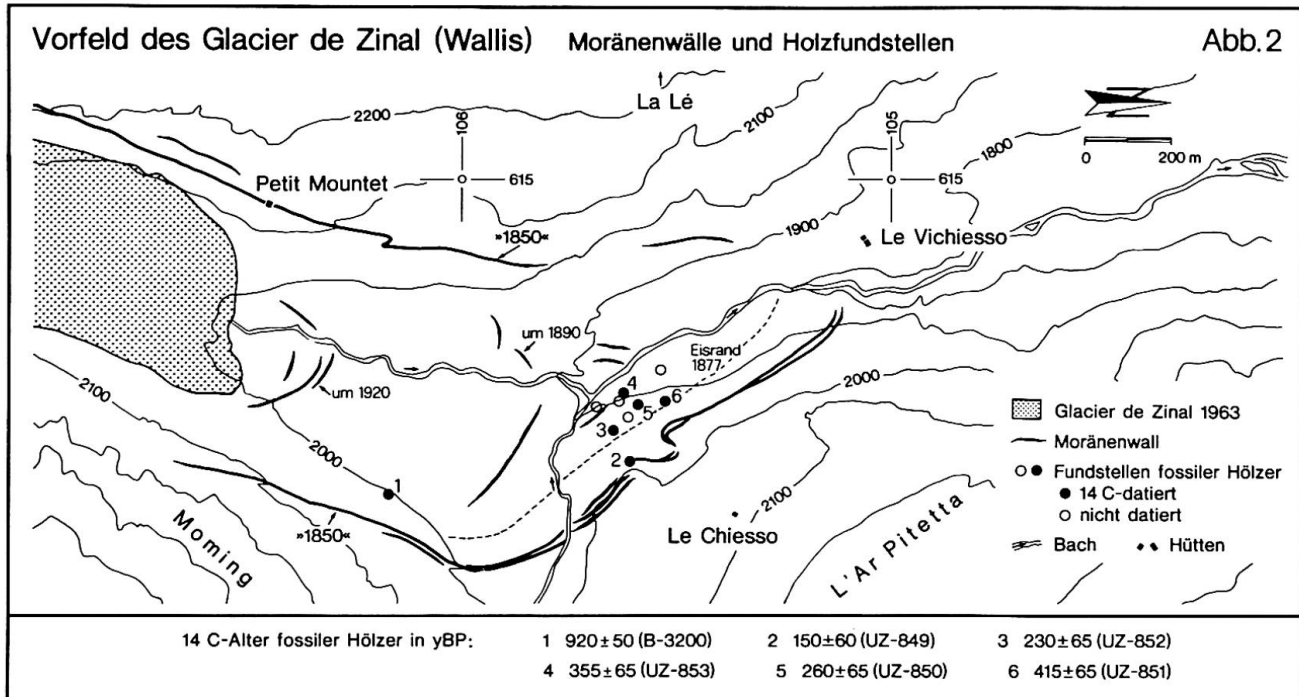 Vorfeld des Glacier de Zinal (Wallis) Moränenwälle und Holzfundstellen Abb.2
La Lé
2200
106
2100
105
1800
0 200 m
Petit Mountet
615
615
»1850«
1900
Le Vichiesso
um 1890
Eisrand
1877
um 1920
4
5
6
3
2
2100
2000
1
2000
»1850«
Moming
Le Chiesso
2100
L'Ar Pitetta
Glacier de Zinal 1963
Moränenwall
Fundstellen fossiler Hölzer
14 C-datiert
nicht datiert
Bach Hütten
14 C-Alter fossiler Hölzer in yBP: 1 920±50 (B-3200) 2 150±60 (UZ-849) 3 230±65 (UZ-852)
4 355±65 (UZ-853) 5 260±65 (UZ-850) 6 415±65 (UZ-851)